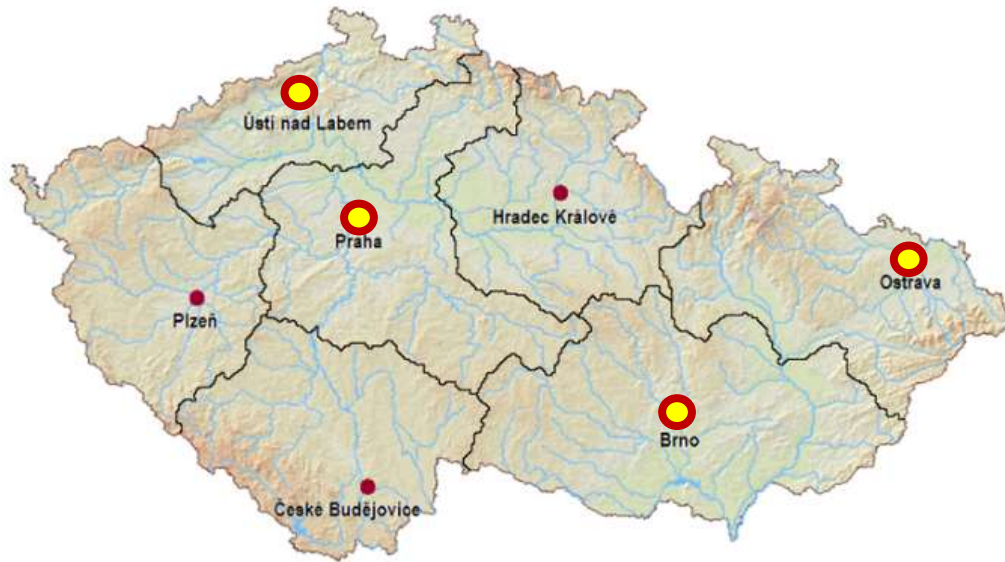 Ústí nad Labem
Hradec Králové
Praha
Ostrava
Plzeň
Brno
České Budějovice